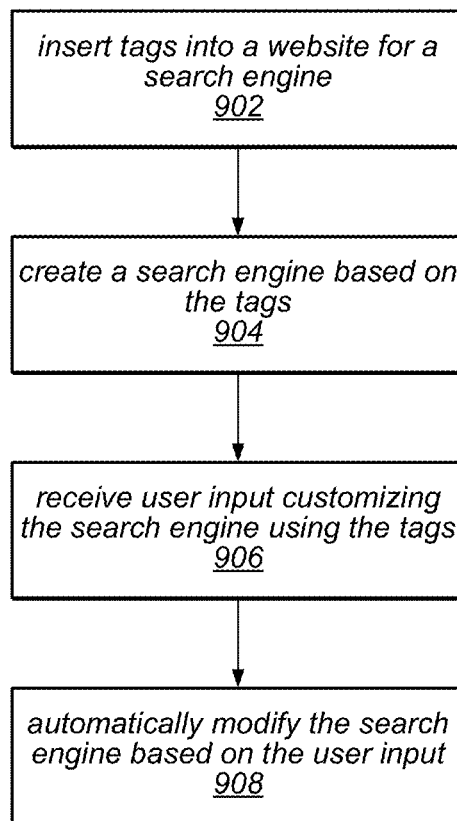 insert tags into a website for a
search engine
902
create a search engine based on
the tags
904
receive user input customizing
the search engine using the tags
906
automatically modify the search
engine based on the user input
908